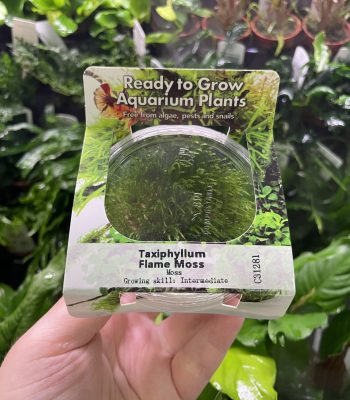 Ready to Grow
Aquarium Plants
Free from algae, pests and snails
Taxiphyllum
Flame Moss
Moss
Growing skill: Intermediate
C31281